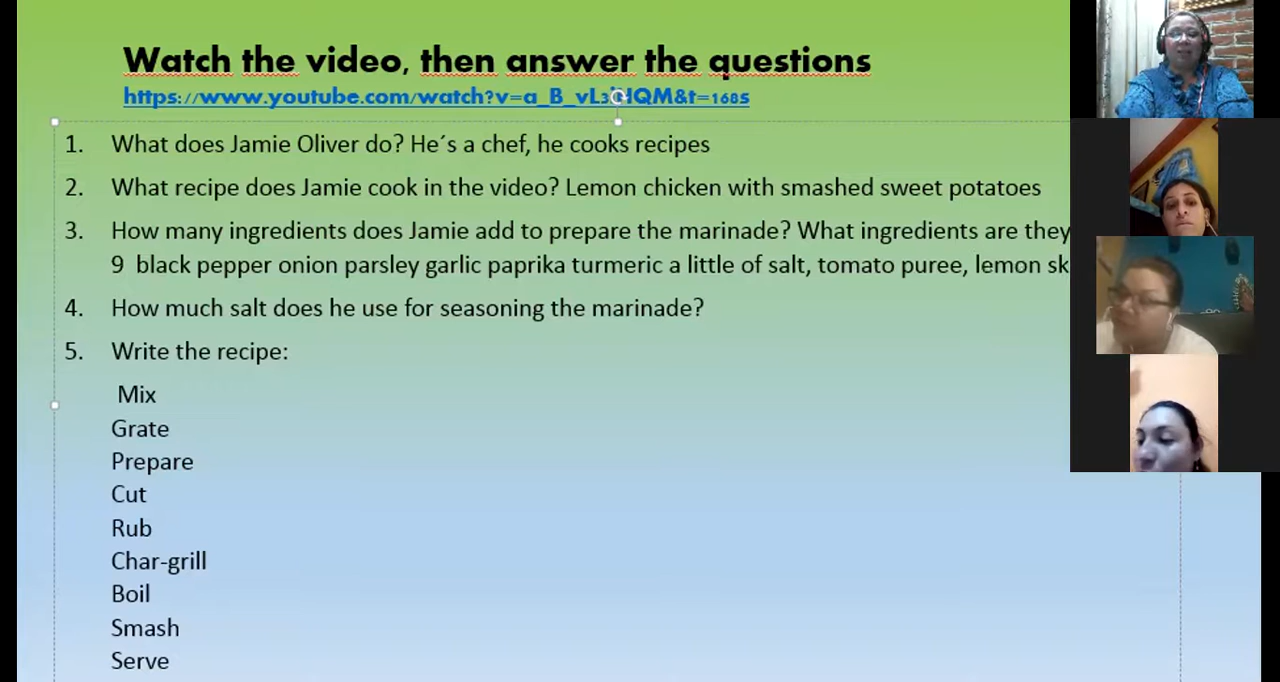 Watch the video, then answer the questions
1. What does Jamie Oliver do? He´s a chef, he cooks recipes
2. What recipe does Jamie cook in the video? Lemon chicken with smashed sweet potatoes
3. How many ingredients does Jamie add to prepare the marinade? What ingredients are they
9 black pepper onion parsley garlic paprika turmeric a little of salt, tomato puree, lemon
4. How much salt does he use for seasoning the marinade?
5. Write the recipe:
Mix
Grate
Prepare
Cut
Rub
Char-grill
Boil
Smash
Serve